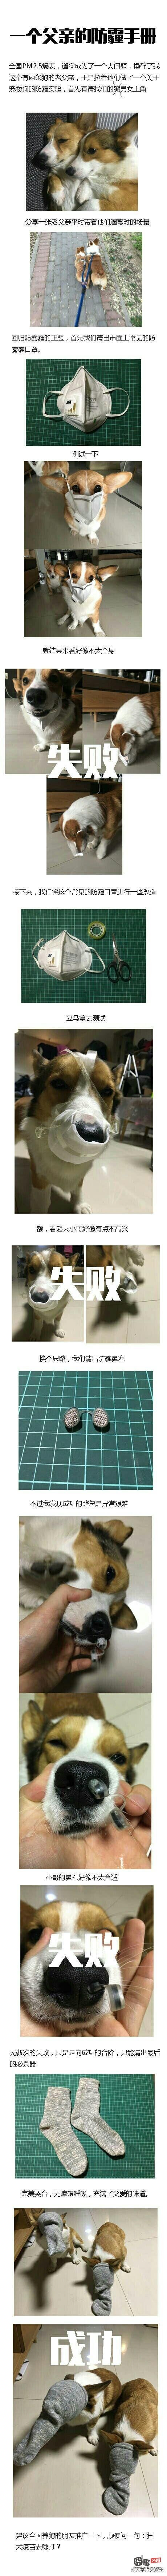 一个父亲的防霾手册
全国PM2.5爆表，遛狗成为了一个大问题，操碎了我
这个有两条狗的老父亲，于是拉着他们做了一个关于
宠物狗的防霾实验，首先有请我们的男女主角
分享一张老父亲平时带着他们遛弯时的场景
回归防雾霾的正题，首先我们请出市面上常见的防
雾霾口罩。
测试一下
就结果来看好像不太合身
失败
接下来，我们将这个常见的防霾口罩进行一些改造
立马拿去测试
额，看起来小哥好像有点不高兴
失败
换个思路，我们请出防霾鼻塞
不过我发现成功的路总是异常艰难
小哥的鼻孔好像不太合适
失败
无数次的失败，只是走向成功的台阶，只能请出最后
的必杀器
完美契合，无障碍呼吸，充满了父爱的味道。
成功
建议全国养狗的朋友推广一下，顺便问一句：狂
犬疫苗去哪打？